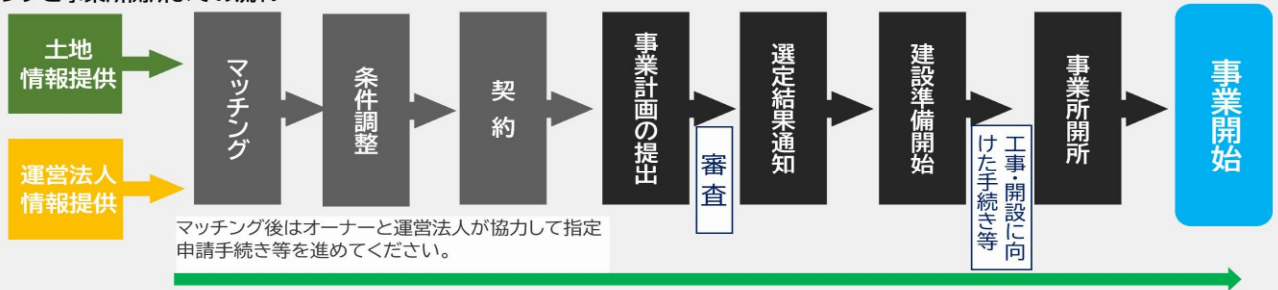 土地
情報提供
運営法人
情報提供
マッチング
条件調整
契約
事業計画の提出
審査
選定結果通知
建設準備開始
工事・開設に向
けた手続き等
事業所開所
事業開始
マッチング後はオーナーと運営法人が協力して指定
申請手続き等を進めてください。